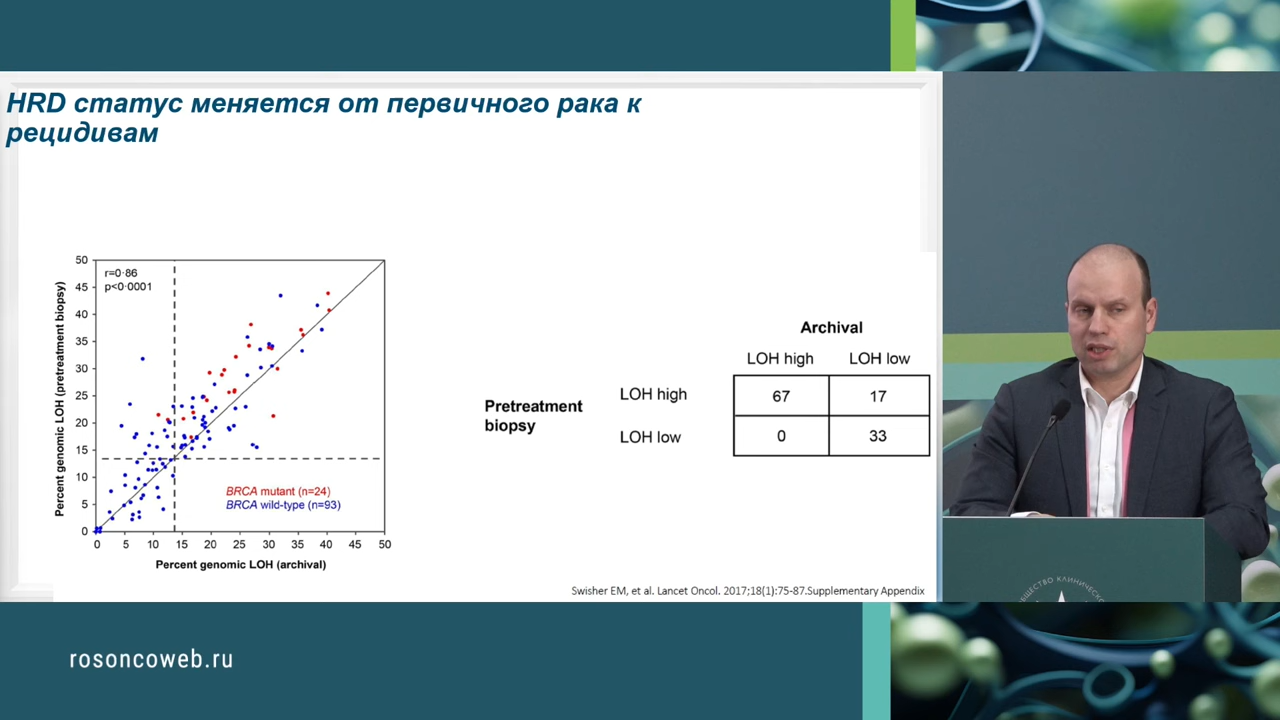 HRD статус меняется от первичного рака к
рецидивам
r=0·86
p<0·0001
50
45
40
35
30
25
20
15
10
5
0
Percent genomic LOH (pretreatment biopsy)
BRCA mutant (n=24)
BRCA wild-type (n=93)
0 5 10 15 20 25 30 35 40 45 50
Percent genomic LOH (archival)
Archival
LOH high LOH low
Pretreatment
biopsy
LOH high 67 17
LOH low 0 33
Swisher EM, et al. Lancet Oncol. 2017;18(1):75-87.Supplementary Appendix
rosoncoweb.ru